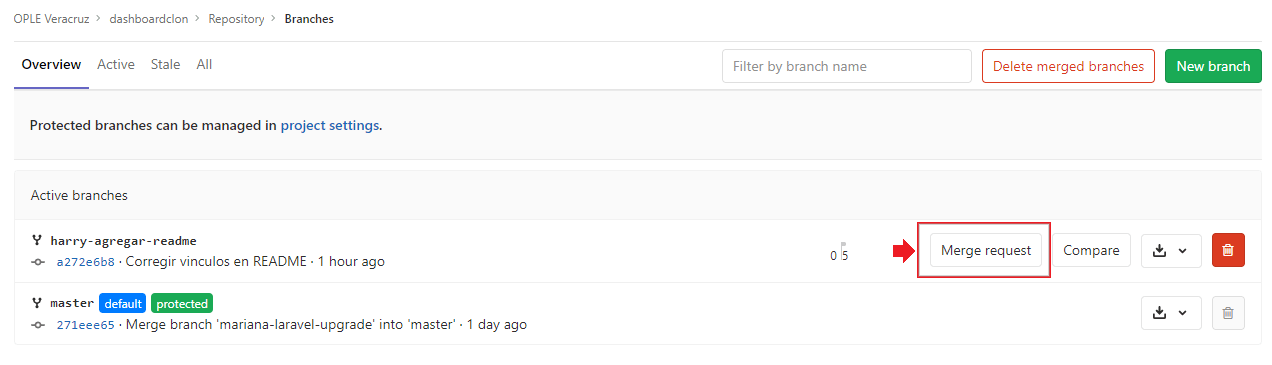 OPLE Veracruz > dashboardclon > Repository > Branches
Overview Active Stale All Filter by branch name Delete merged branches New branch
Protected branches can be managed in project settings.
Active branches
harry-agregar-readme
a272e6b8 · Corregir vinculos en README · 1 hour ago
0 5 Merge request Compare
master default protected
271eee65 · Merge branch 'mariana-laravel-upgrade' into 'master' · 1 day ago